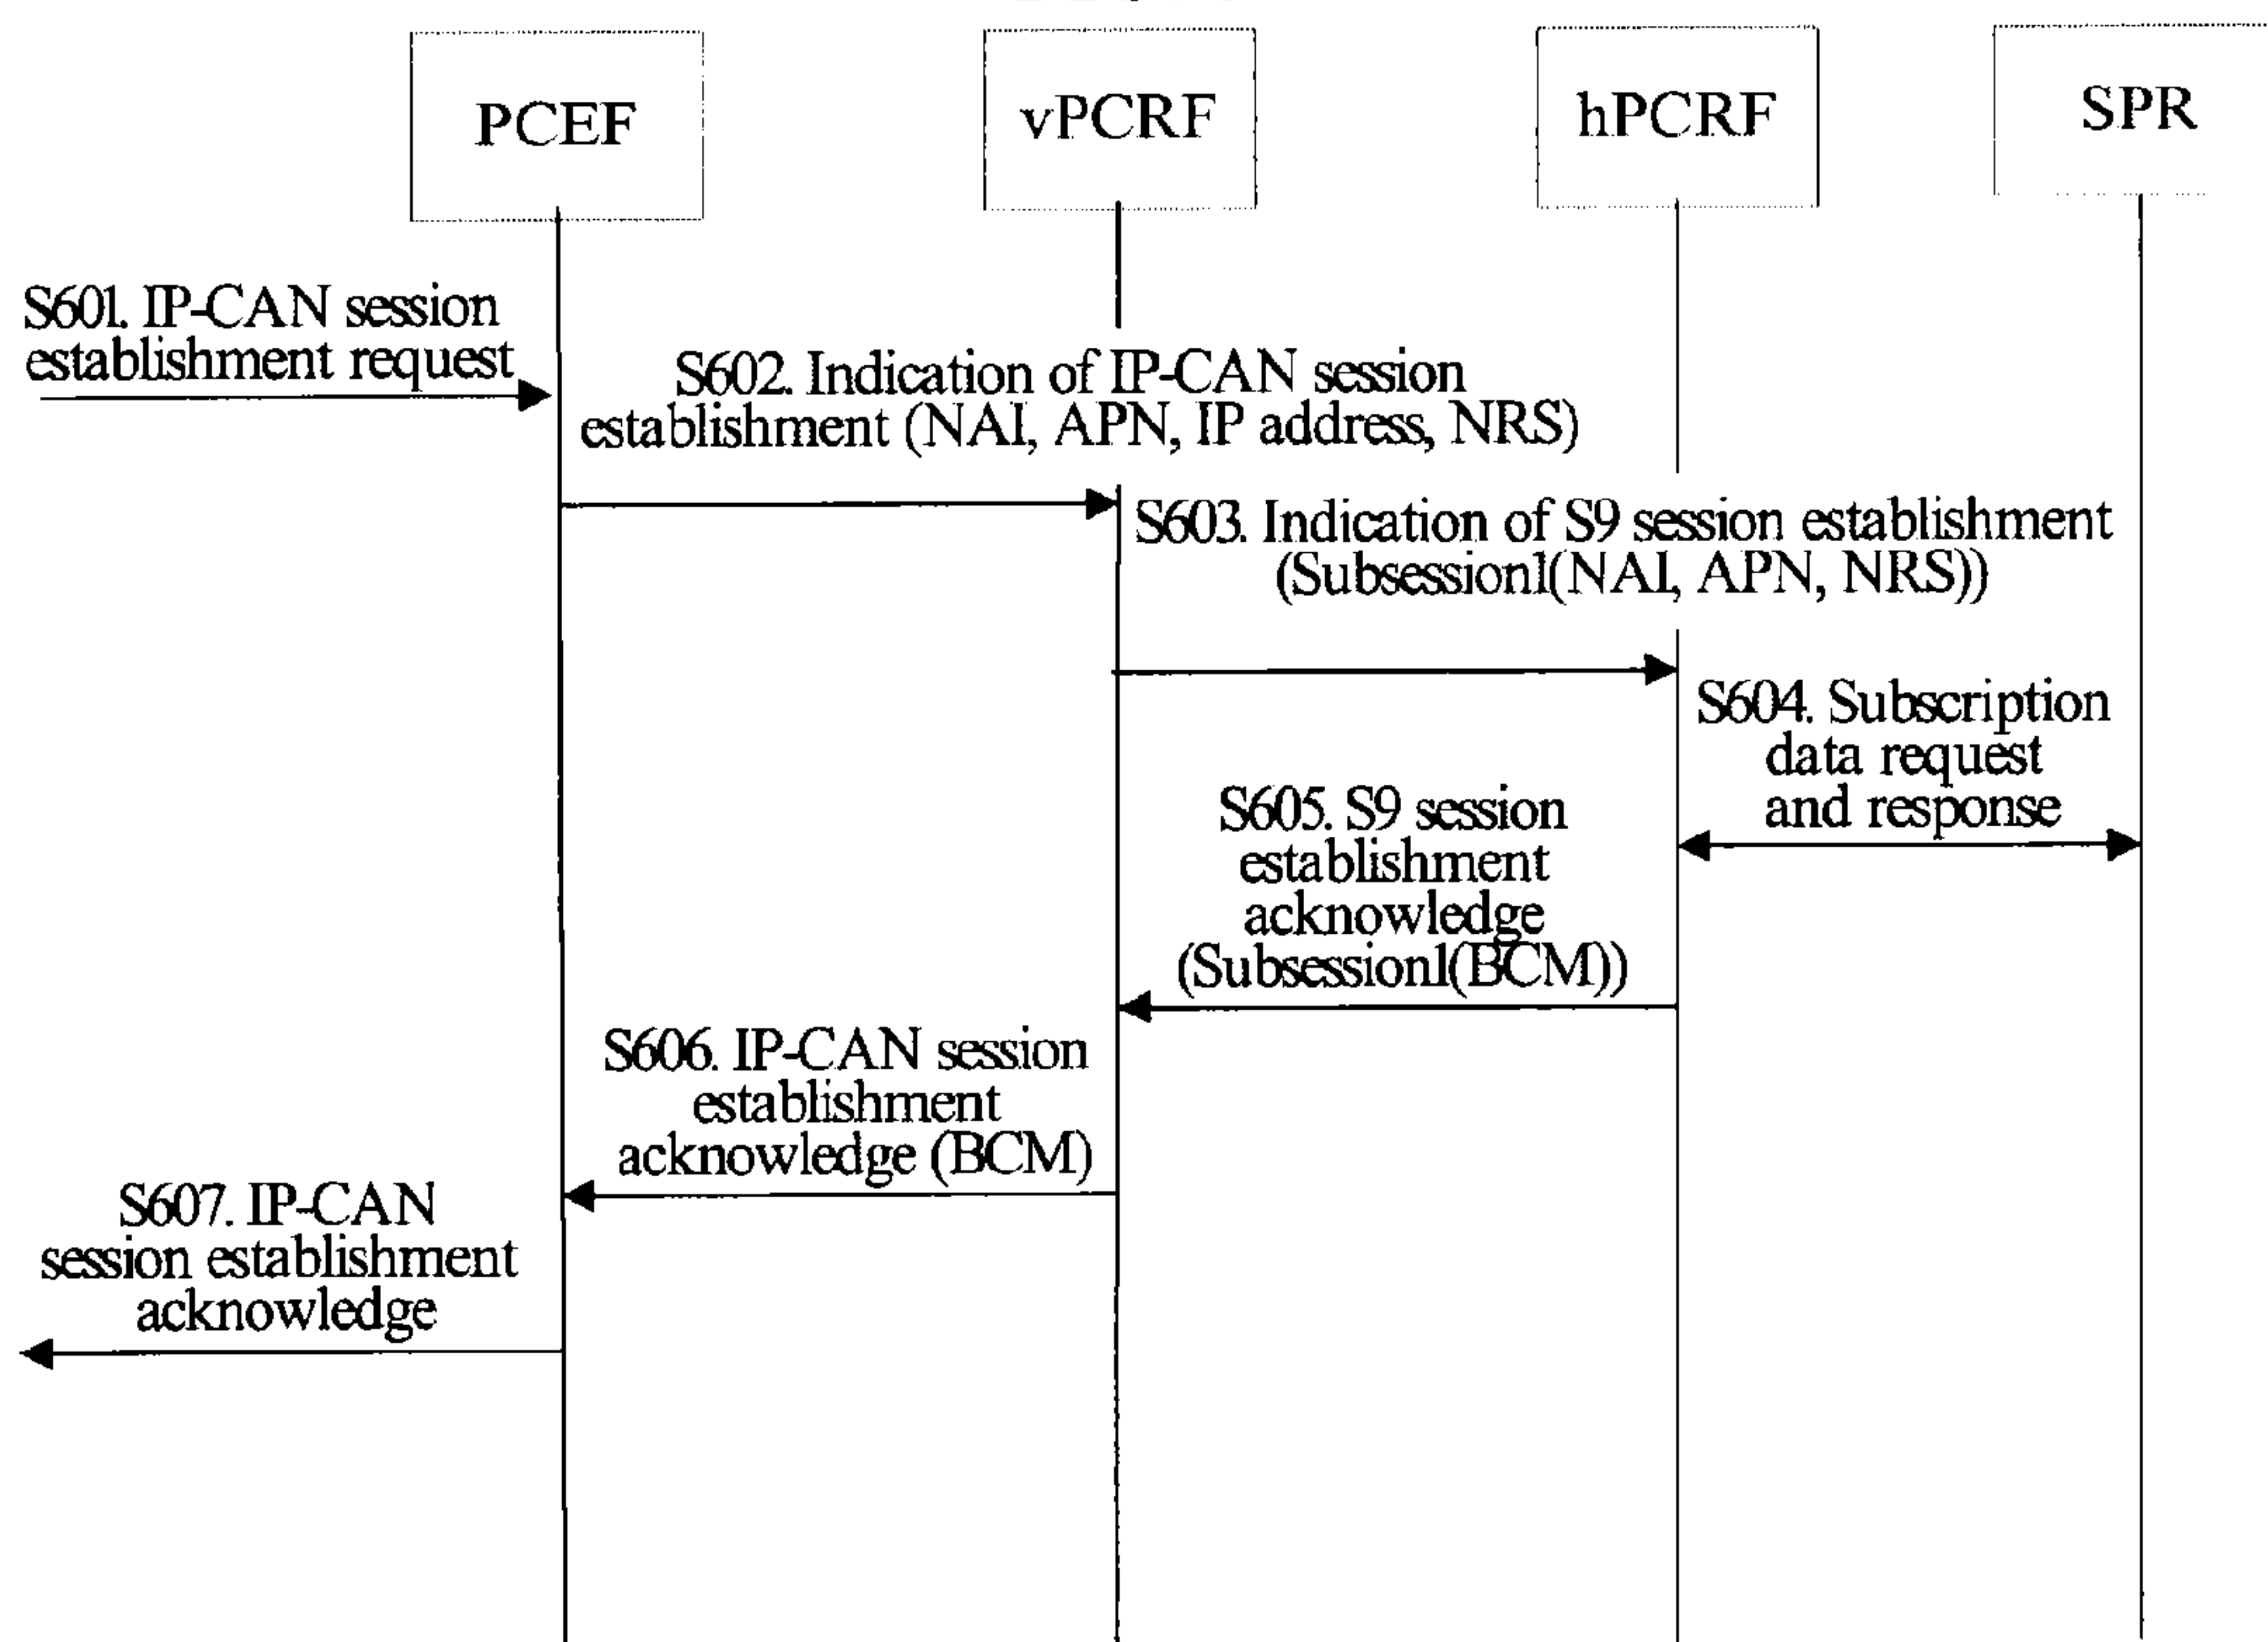 PCEF
vPCRF
hPCRF
SPR
S601. IP-CAN session
establishment request
S602. Indication of IP-CAN session
establishment (NAI, APN, IP address, NRS)
S603. Indication of S9 session establishment
(Subsession1(NAI, APN, NRS))
S604. Subscription
data request
and response
S605. S9 session
establishment
acknowledge
(Subsession1(BCM))
S606. IP-CAN session
establishment
acknowledge (BCM)
S607. IP-CAN
session establishment
acknowledge